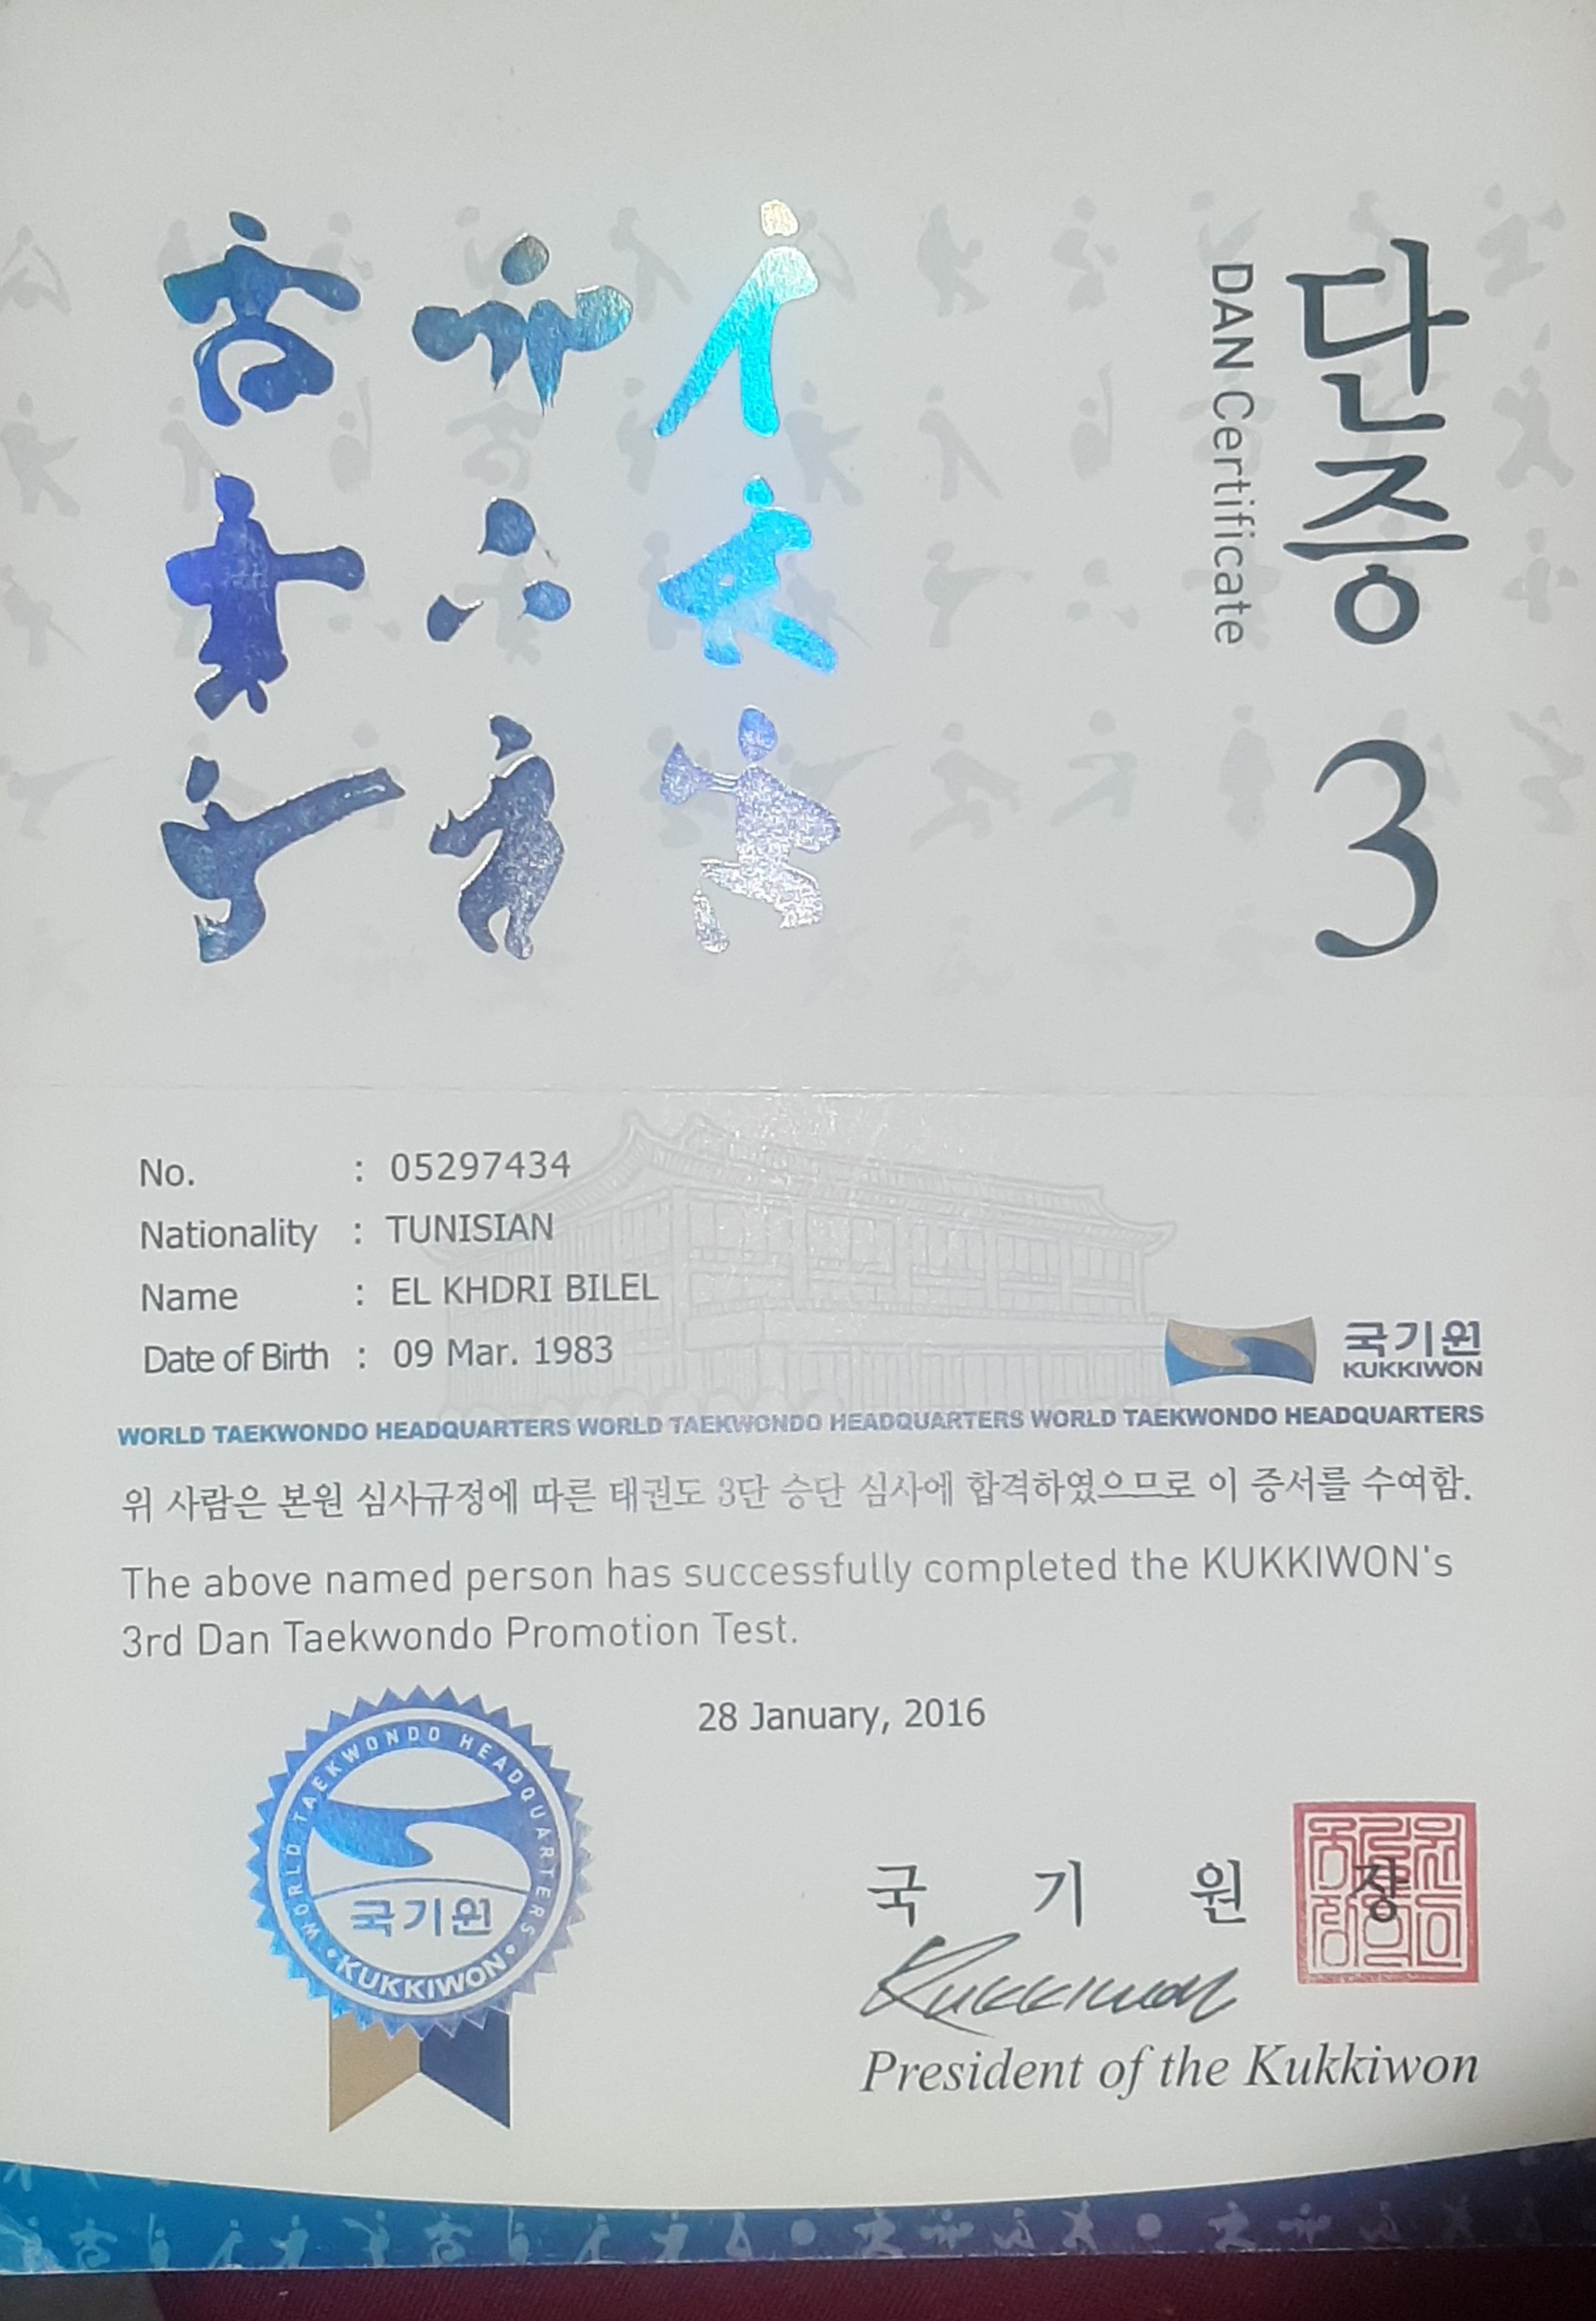 단증 3
DAN Certificate
No. : 05297434
Nationality : TUNISIAN
Name : EL KHDRI BILEL
Date of Birth : 09 Mar. 1983
국기원
KUKKIWON
WORLD TAEKWONDO HEADQUARTERS WORLD TAEKWONDO HEADQUARTERS WORLD TAEKWONDO HEADQUARTERS
위 사람은 본원 심사규정에 따른 태권도 3단 승단 심사에 합격하였으므로 이 증서를 수여함.
The above named person has successfully completed the KUKKIWON's
3rd Dan Taekwondo Promotion Test.
28 January, 2016
WORLD TAEKWONDO HEADQUARTERS
국기원
KUKKIWON
국 기 원 장
Kukkiwon
President of the Kukkiwon